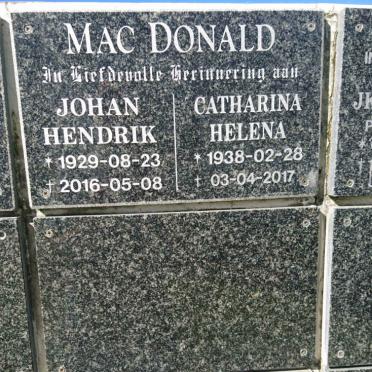 MAC DONALD
In Liefdevolle Herinnering aan
JOHAN
HENDRIK
* 1929-08-23
† 2016-05-08
CATHARINA
HELENA
* 1938-02-28
† 03-04-2017